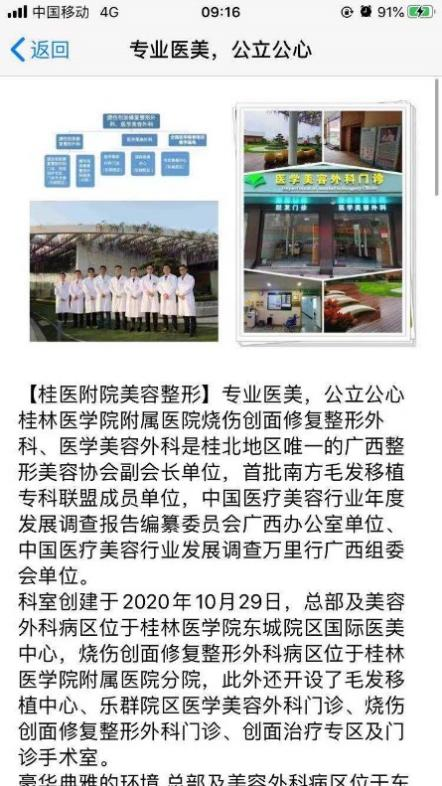 中国移动 4G 09:16 91%
返回 专业医美，公立公心
医学美容外科门诊
【桂医附院美容整形】专业医美，公立公心
桂林医学院附属医院烧伤创面修复整形外
科、医学美容外科是桂北地区唯一的广西整
形美容协会副会长单位，首批南方毛发移植
专科联盟成员单位，中国医疗美容行业年度
发展调查报告编纂委员会广西办公室单位、
中国医疗美容行业发展调查万里行广西组委
会单位。
科室创建于2020年10月29日，总部及美容
外科病区位于桂林医学院东城院区国际医美
中心，烧伤创面修复整形外科病区位于桂林
医学院附属医院分院，此外还开设了毛发移
植中心、乐群院区医学美容外科门诊、烧伤
创面修复整形外科门诊、创面治疗专区及门
诊手术室。
豪华典雅的环境 总部及美容外科病区位于东